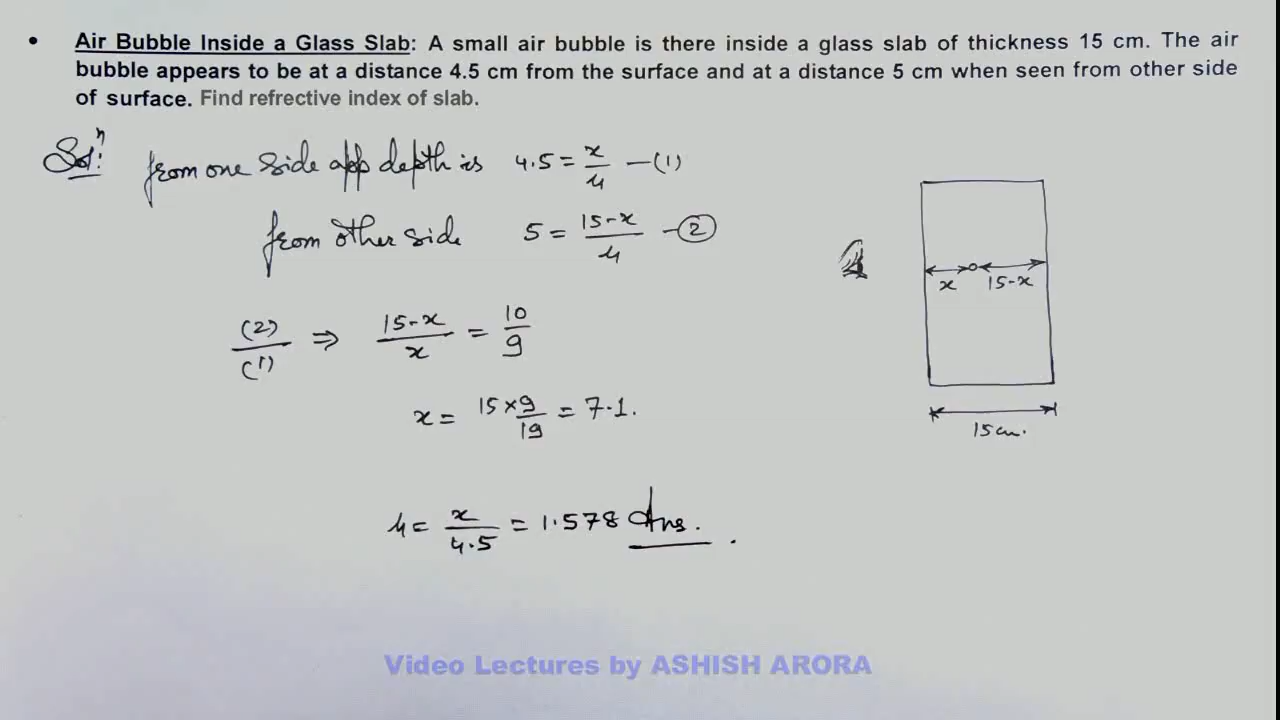 • Air Bubble Inside a Glass Slab: A small air bubble is there inside a glass slab of thickness 15 cm. The air
bubble appears to be at a distance 4.5 cm from the surface and at a distance 5 cm when seen from other side
of surface. Find refrective index of slab.
Solⁿ: from one side app depth is 4.5 = x/μ —(1)
from other side 5 = 15-x/μ —②
(2)/(1) ⇒ 15-x/x = 10/9
x 15-x
x = 15×9/19 = 7.1.
15cm.
μ = x/4.5 = 1.578 Ans.
Video Lectures by ASHISH ARORA